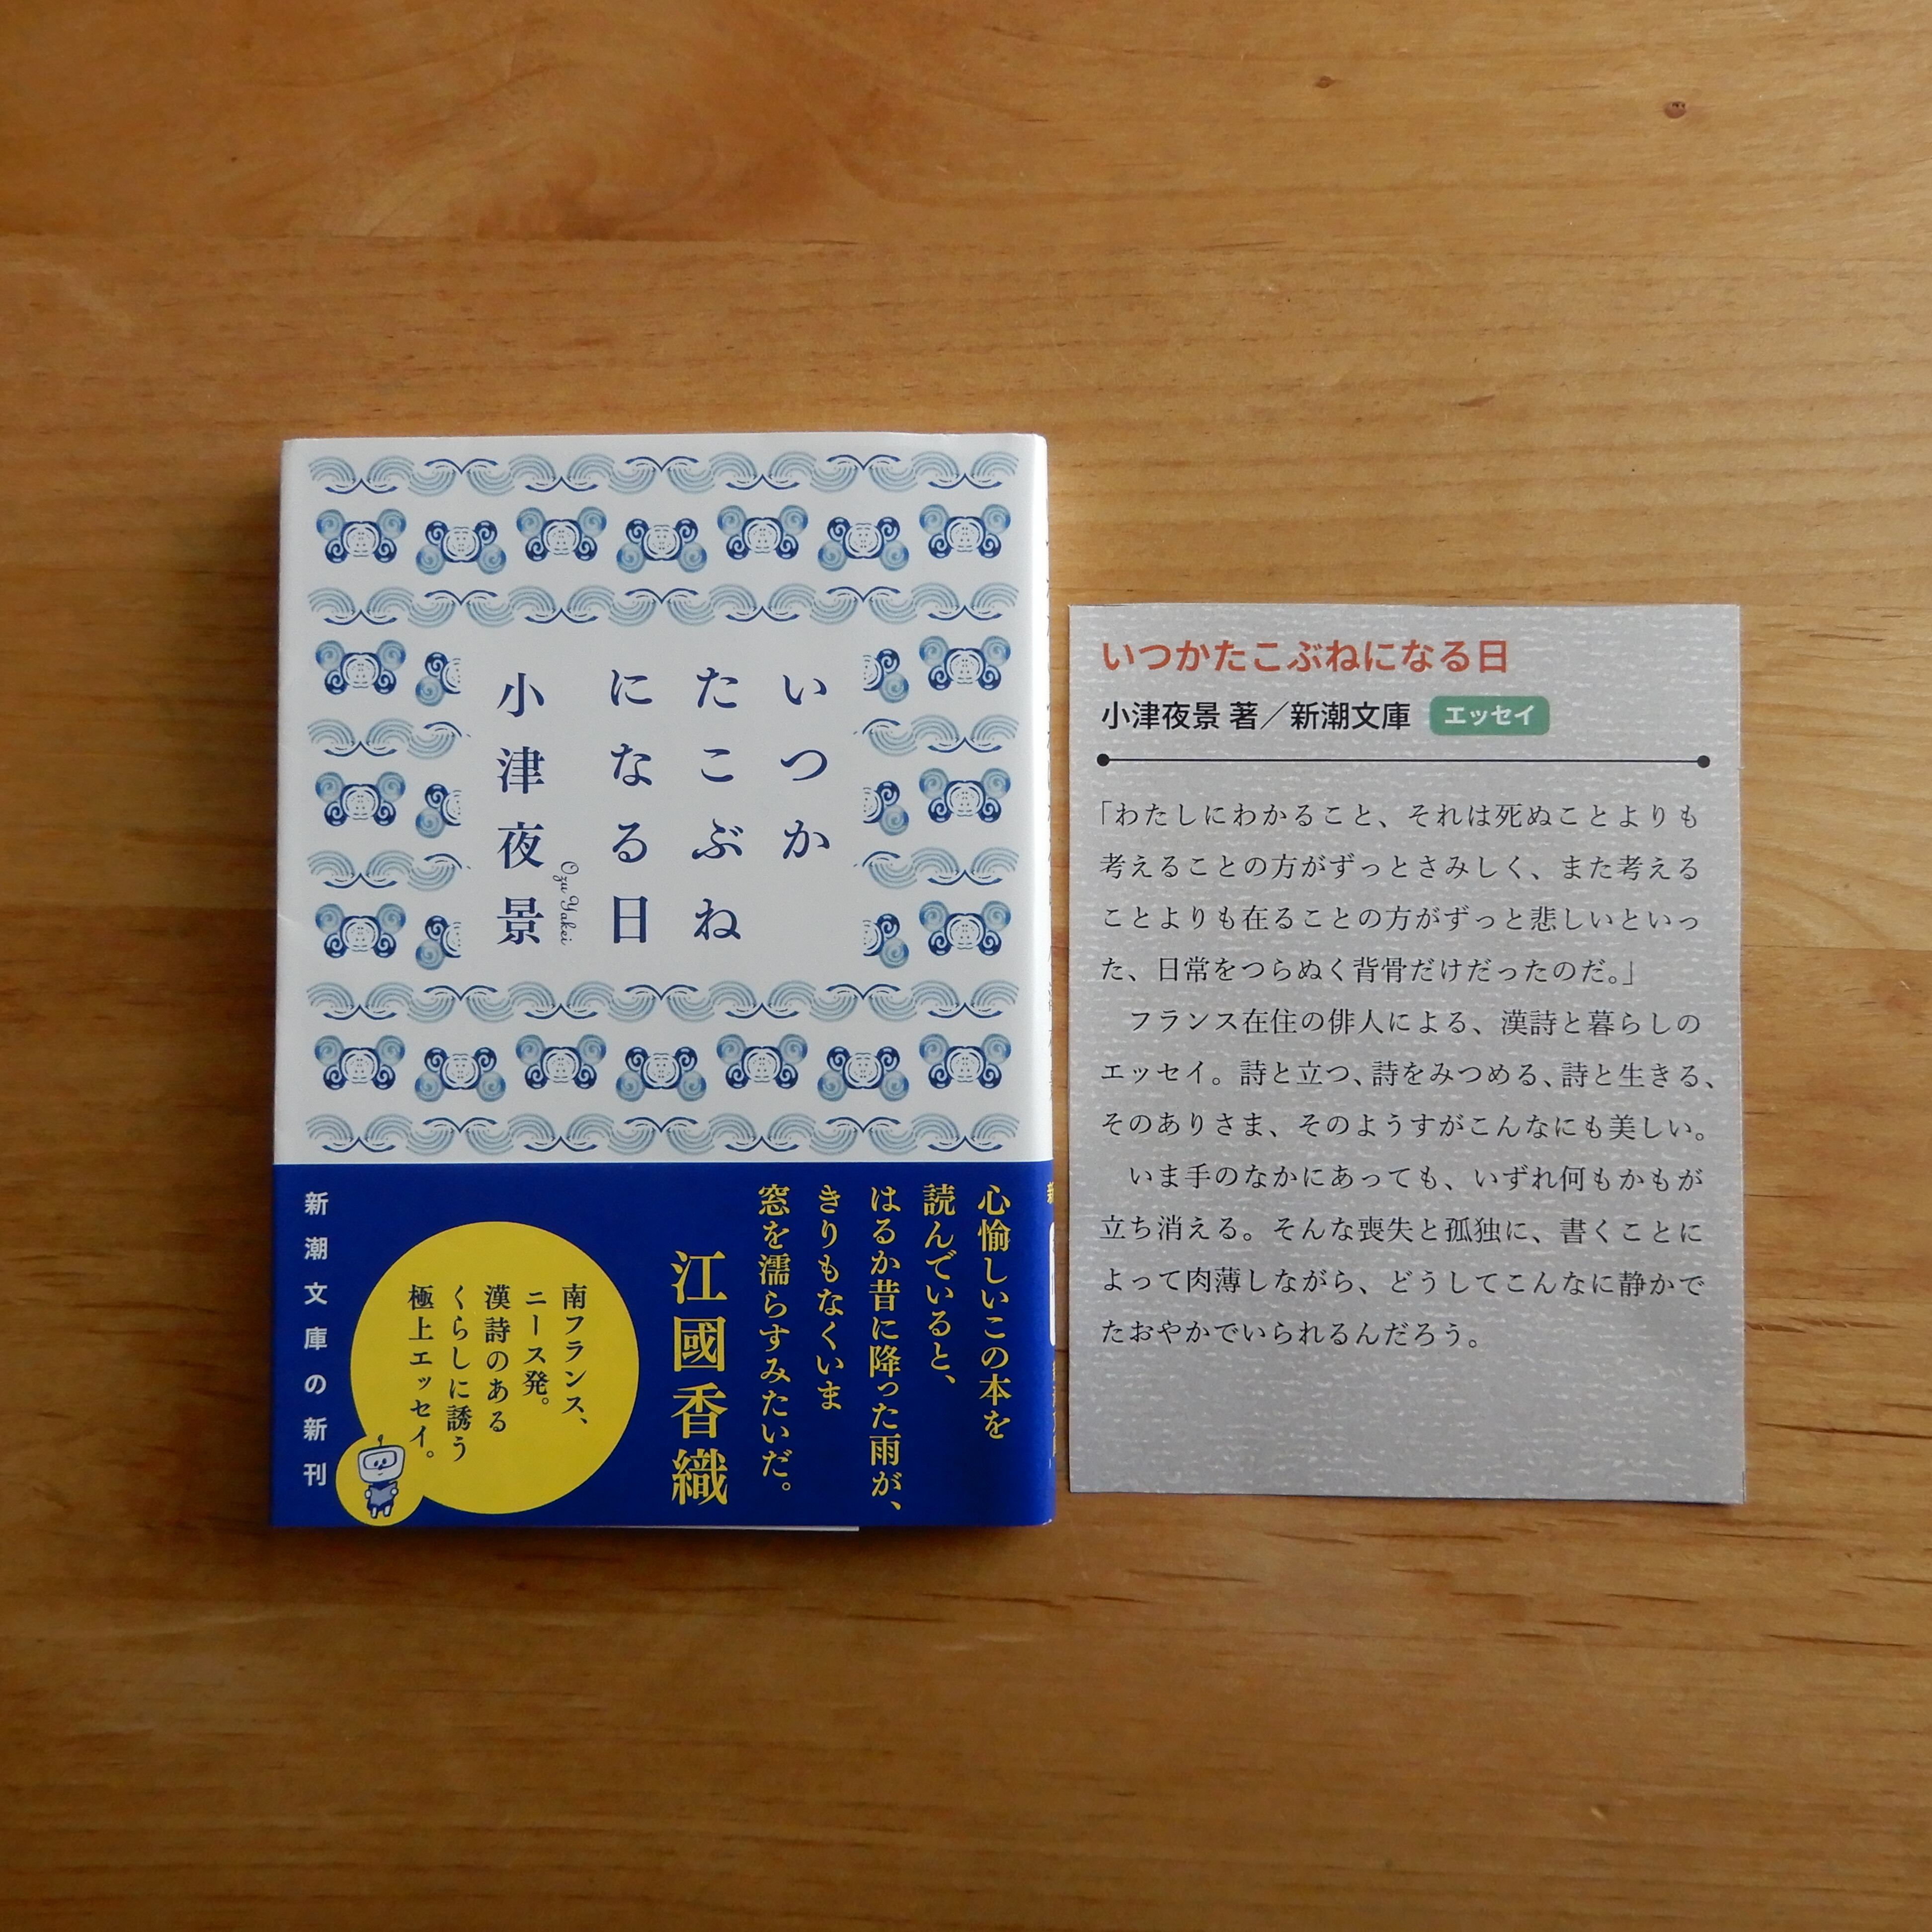 いつか
たこぶね
になる日
小津夜景
Ozu Yakei
心愉しいこの本を
読んでいると、
はるか昔に降った雨が、
きりもなくいま
窓を濡らすみたいだ。
江國香織
南フランス、
ニース発。
漢詩のある
くらしに誘う
極上エッセイ。
新潮文庫の新刊
いつかたこぶねになる日
小津夜景 著／新潮文庫 エッセイ
「わたしにわかること、それは死ぬことよりも
考えることの方がずっとさみしく、また考える
ことよりも在ることの方がずっと悲しいといっ
た、日常をつらぬく背骨だけだったのだ。」
　フランス在住の俳人による、漢詩と暮らしの
エッセイ。詩と立つ、詩をみつめる、詩と生きる、
そのありさま、そのようすがこんなにも美しい。
　いま手のなかにあっても、いずれ何もかもが
立ち消える。そんな喪失と孤独に、書くことに
よって肉薄しながら、どうしてこんなに静かで
たおやかでいられるんだろう。